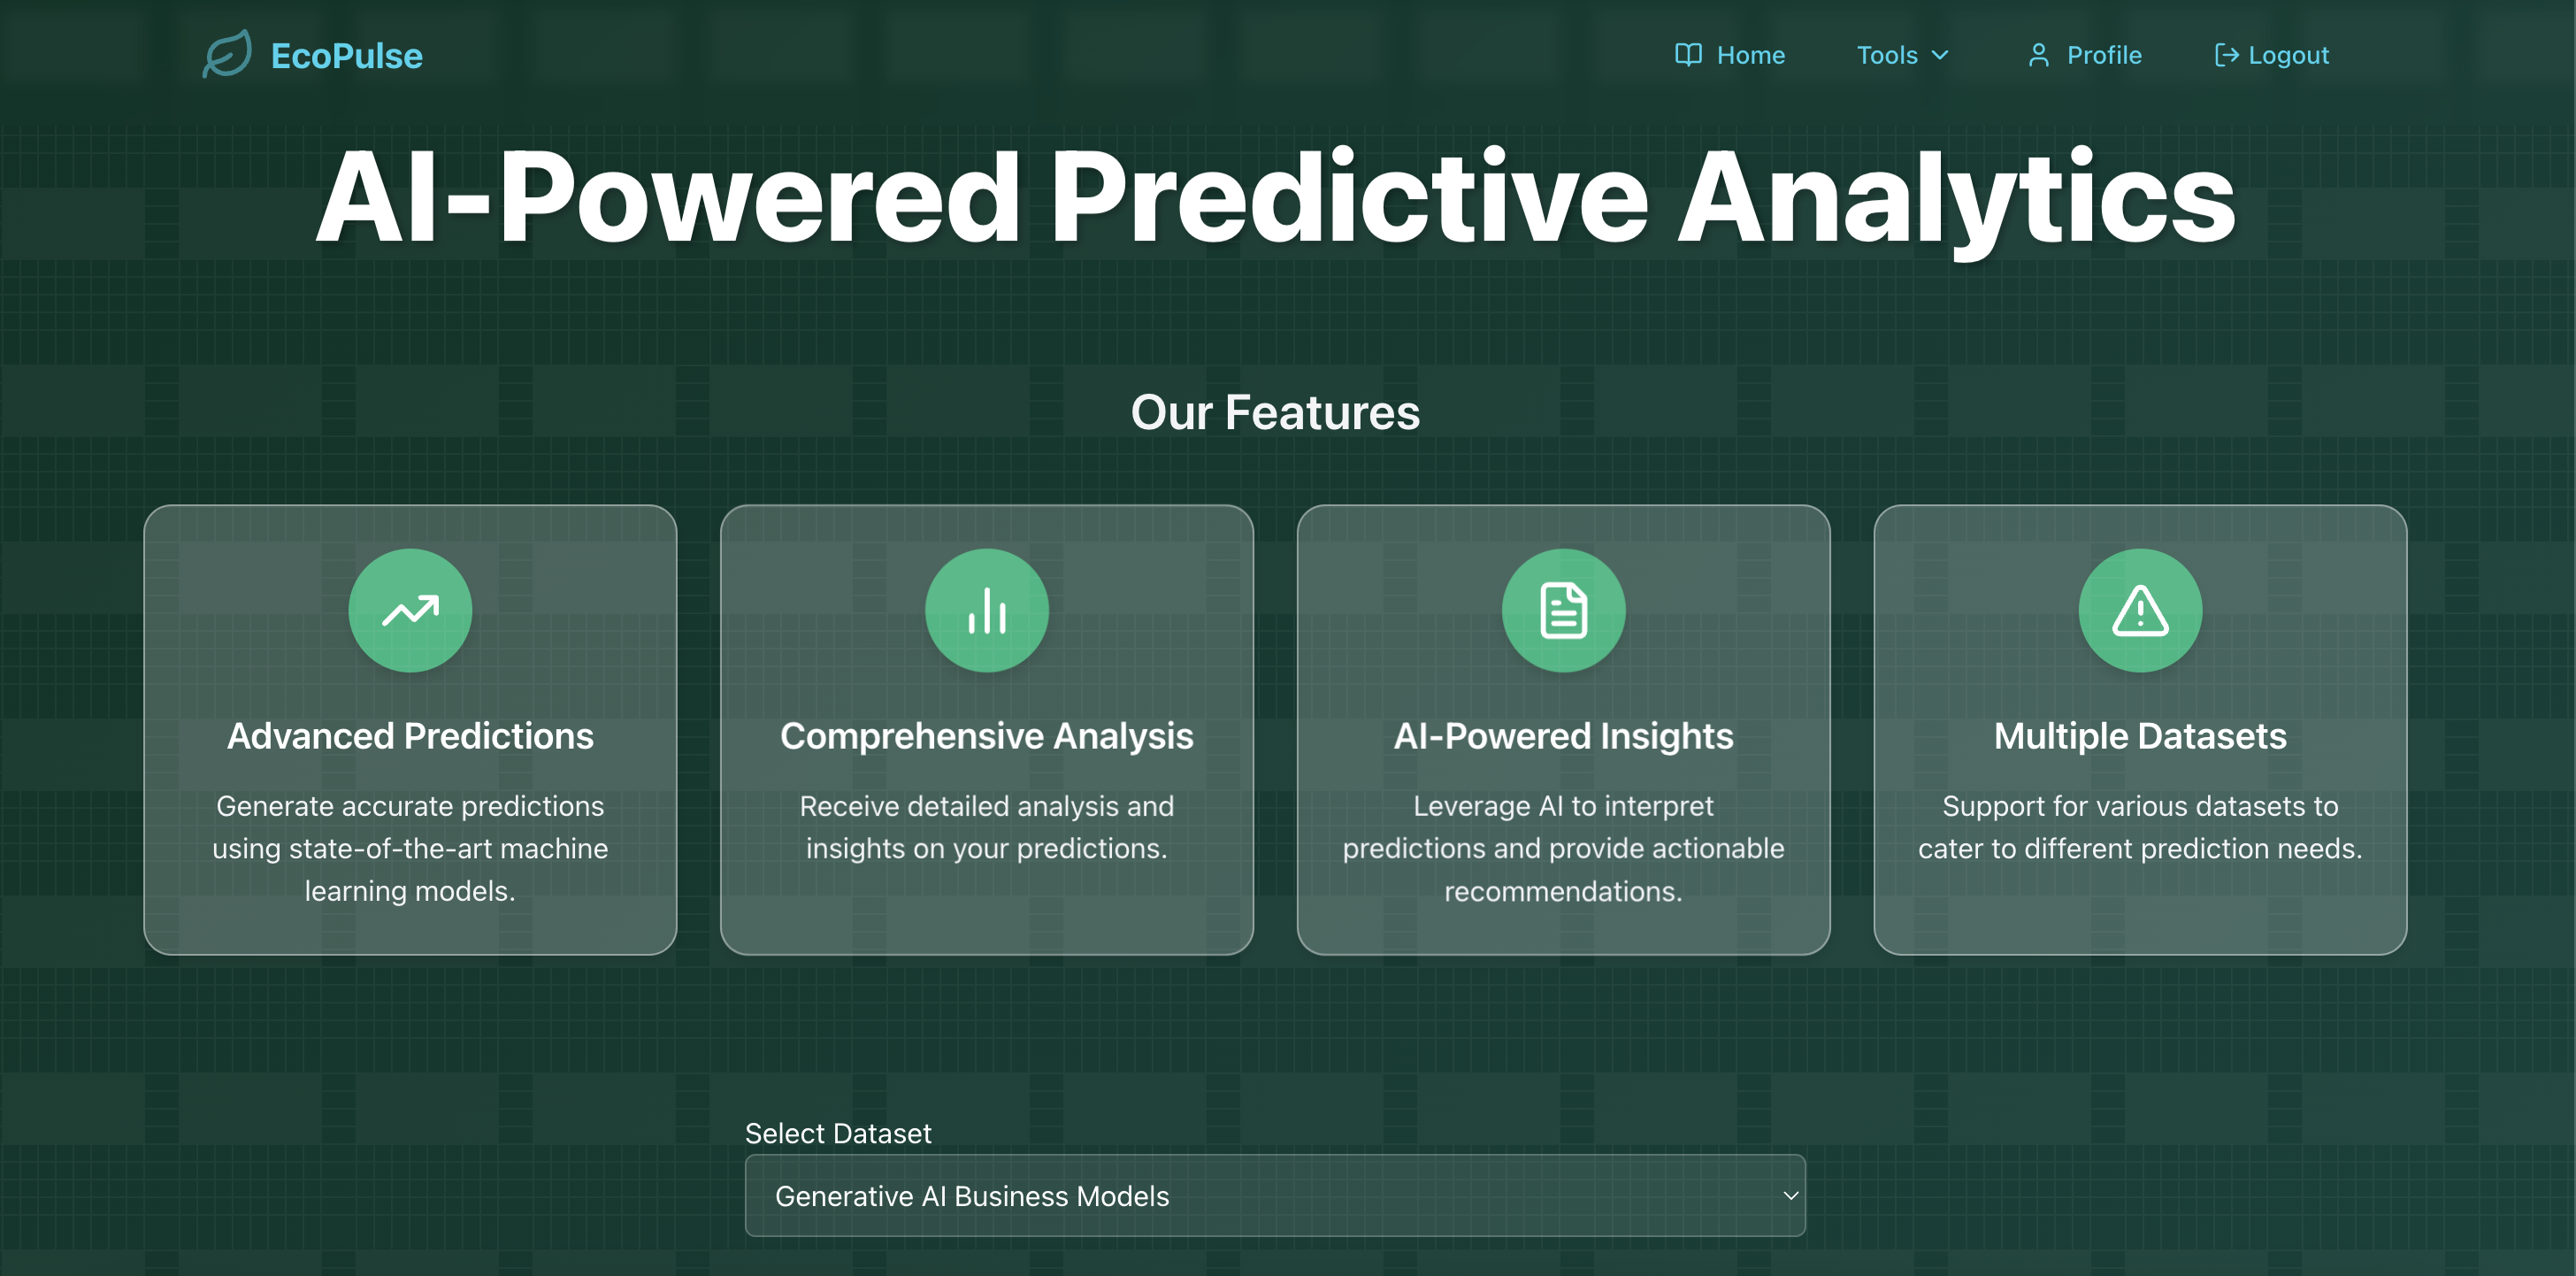 EcoPulse
Home
Tools
Profile
Logout
AI-Powered Predictive Analytics
Our Features
Advanced Predictions
Generate accurate predictions
using state-of-the-art machine
learning models.
Comprehensive Analysis
Receive detailed analysis and
insights on your predictions.
AI-Powered Insights
Leverage AI to interpret
predictions and provide actionable
recommendations.
Multiple Datasets
Support for various datasets to
cater to different prediction needs.
Select Dataset
Generative AI Business Models